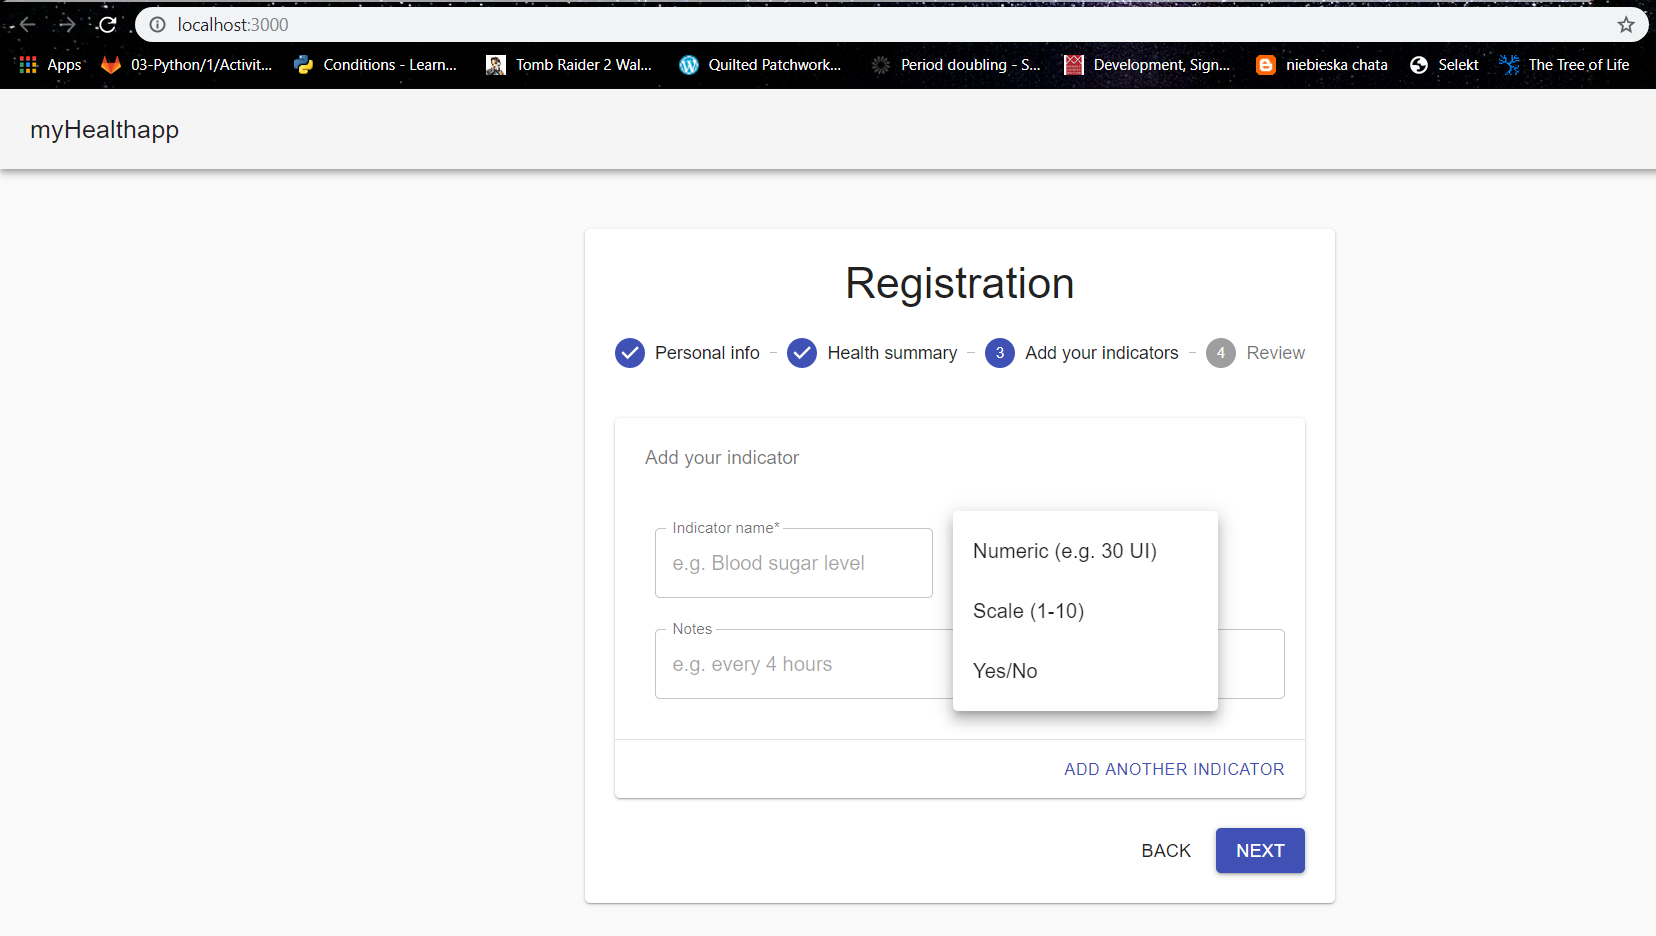 localhost:3000
Apps 03-Python/1/Activit... Conditions - Learn... Tomb Raider 2 Wal... Quilted Patchwork... Period doubling - S... Development, Sign... niebieska chata Selekt The Tree of Life
myHealthapp
Registration
Personal info Health summary 3 Add your indicators 4 Review
Add your indicator
Indicator name*
e.g. Blood sugar level
Numeric (e.g. 30 UI)
Scale (1-10)
Yes/No
Notes
e.g. every 4 hours
ADD ANOTHER INDICATOR
BACK NEXT